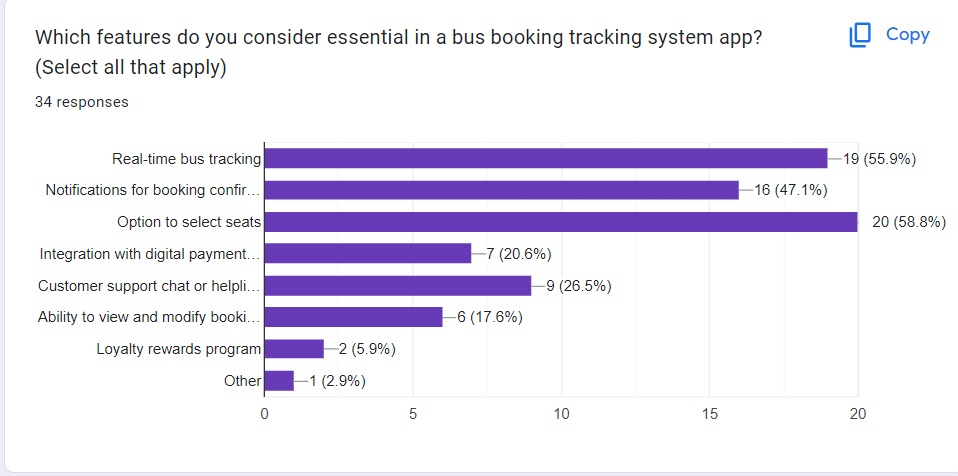 Which features do you consider essential in a bus booking tracking system app?
Copy
(Select all that apply)
34 responses
Real-time bus tracking 19 (55.9%)
Notifications for booking confir... 16 (47.1%)
Option to select seats 20 (58.8%)
Integration with digital payment... 7 (20.6%)
Customer support chat or helpli... 9 (26.5%)
Ability to view and modify booki... 6 (17.6%)
Loyalty rewards program 2 (5.9%)
Other 1 (2.9%)
0 5 10 15 20